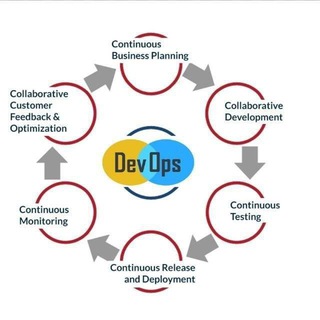 Continuous
Business Planning
Collaborative
Development
Continuous
Testing
Continuous Release
and Deployment
Continuous
Monitoring
Collaborative
Customer
Feedback &
Optimization
DevOps